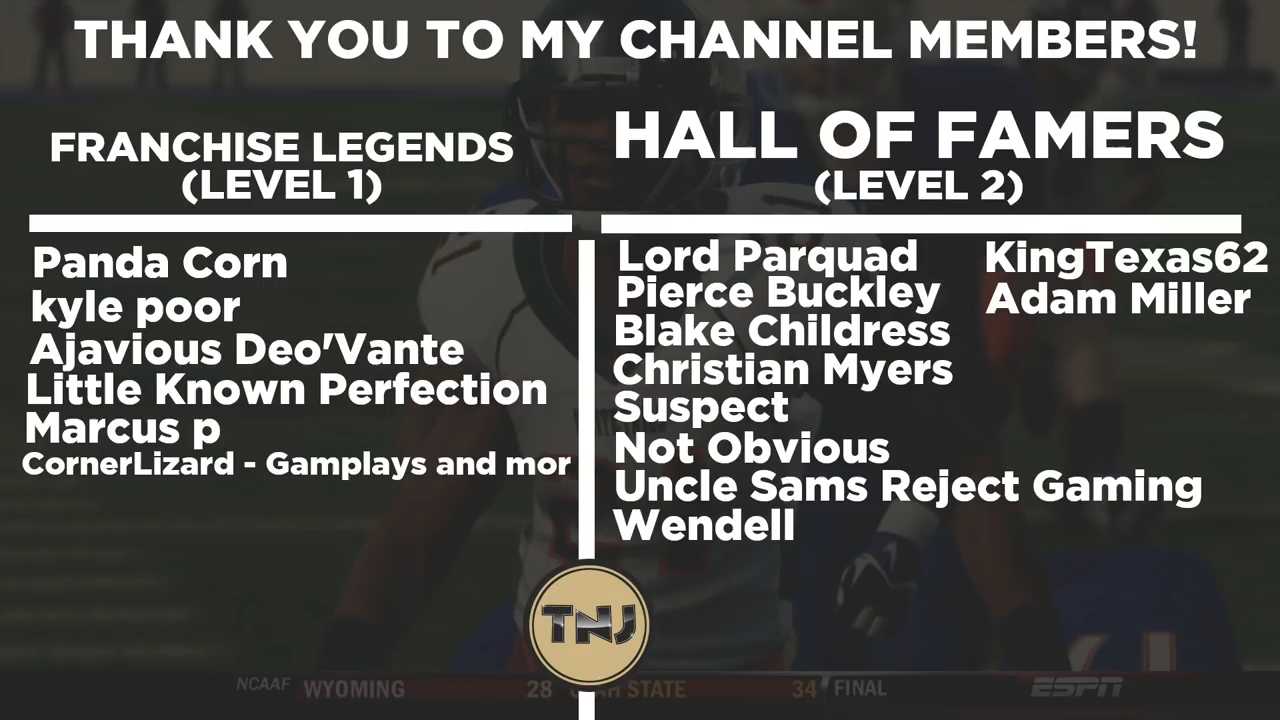 THANK YOU TO MY CHANNEL MEMBERS!
FRANCHISE LEGENDS
(LEVEL 1)
Panda Corn
kyle poor
Ajavious Deo'Vante
Little Known Perfection
Marcus p
CornerLizard - Gamplays and mor
HALL OF FAMERS
(LEVEL 2)
Lord Parquad
Pierce Buckley
Blake Childress
Christian Myers
Suspect
Not Obvious
Uncle Sams Reject Gaming
Wendell
KingTexas62
Adam Miller
TNJ
NCAAF WYOMING 28 STATE 34 FINAL ESPN